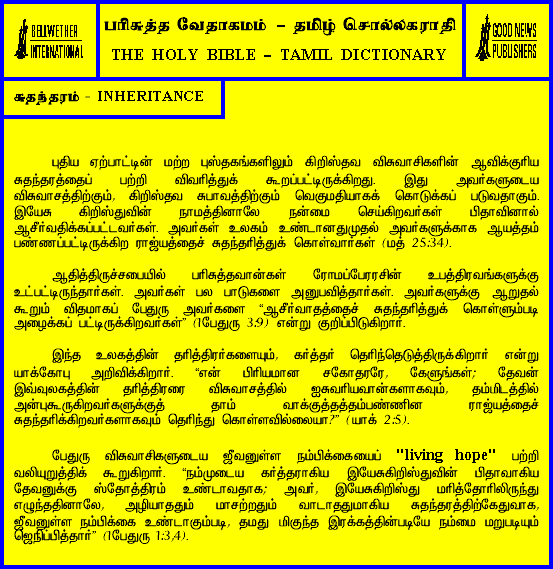 BELLWETHER
INTERNATIONAL
பரிசுத்த வேதாகமம் – தமிழ் சொல்லகராதி
THE HOLY BIBLE – TAMIL DICTIONARY
GOOD NEWS
PUBLISHERS
சுதந்தரம் - INHERITANCE
புதிய ஏற்பாட்டின் மற்ற புஸ்தகங்களிலும் கிறிஸ்தவ விசுவாசிகளின் ஆவிக்குரிய
சுதந்தரத்தைப் பற்றி விவரித்துக் கூறப்பட்டிருக்கிறது. இது அவர்களுடைய
விசுவாசத்திற்கும், கிறிஸ்தவ சுபாவத்திற்கும் வெகுமதியாகக் கொடுக்கப் படுவதாகும்.
இயேசு கிறிஸ்துவின் நாமத்தினாலே நன்மை செய்கிறவர்கள் பிதாவினால்
ஆசீர்வதிக்கப்பட்டவர்கள். அவர்கள் உலகம் உண்டானதுமுதல் அவர்களுக்காக ஆயத்தம்
பண்ணப்பட்டிருக்கிற ராஜ்யத்தைச் சுதந்தரித்துக் கொள்வார்கள் (மத் 25:34).
ஆதித்திருச்சபையில் பரிசுத்தவான்கள் ரோமப்பேரரசின் உபத்திரவங்களுக்கு
உட்பட்டிருந்தார்கள். அவர்கள் பல பாடுகளை அனுபவித்தார்கள். அவர்களுக்கு ஆறுதல்
கூறும் விதமாகப் பேதுரு அவர்களை “ஆசீர்வாதத்தைச் சுதந்தரித்துக் கொள்ளும்படி
அழைக்கப் பட்டிருக்கிறவர்கள்” (1பேதுரு 3:9) என்று குறிப்பிடுகிறார்.
இந்த உலகத்தின் தரித்திரர்களையும், கர்த்தர் தெரிந்தெடுத்திருக்கிறார் என்று
யாக்கோபு அறிவிக்கிறார். “என் பிரியமான சகோதரரே, கேளுங்கள்; தேவன்
இவ்வுலகத்தின் தரித்திரரை விசுவாசத்தில் ஐசுவரியவான்களாகவும், தம்மிடத்தில்
அன்புகூருகிறவர்களுக்குத் தாம் வாக்குத்தத்தம்பண்ணின ராஜ்யத்தைச்
சுதந்தரிக்கிறவர்களாகவும் தெரிந்து கொள்ளவில்லையா?” (யாக் 2:5).
பேதுரு விசுவாசிகளுடைய ஜீவனுள்ள நம்பிக்கையைப் "living hope" பற்றி
வலியுறுத்திக் கூறுகிறார். “நம்முடைய கர்த்தராகிய இயேசுகிறிஸ்துவின் பிதாவாகிய
தேவனுக்கு ஸ்தோத்திரம் உண்டாவதாக; அவர், இயேசுகிறிஸ்து மரித்தோரிலிருந்து
எழுந்ததினாலே, அழியாததும் மாசற்றதும் வாடாததுமாகிய சுதந்தரத்திற்கேதுவாக,
ஜீவனுள்ள நம்பிக்கை உண்டாகும்படி, தமது மிகுந்த இரக்கத்தின்படியே நம்மை மறுபடியும்
ஜெநிப்பித்தார்” (1பேதுரு 1:3,4).